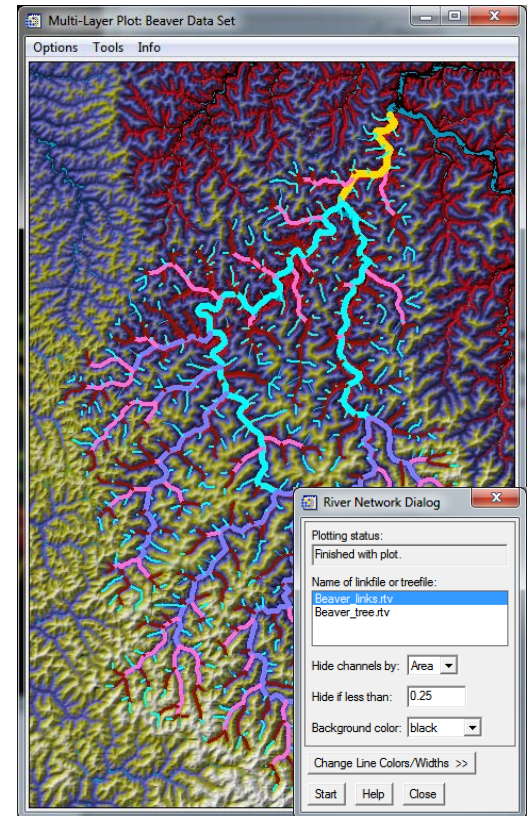 Multi-Layer Plot: Beaver Data Set
Options Tools Info
River Network Dialog
Plotting status:
Finished with plot.
Name of linkfile or treefile:
Beaver_links.rtv
Beaver_tree.rtv
Hide channels by: Area
Hide if less than: 0.25
Background color: black
Change Line Colors/Widths >>
Start Help Close